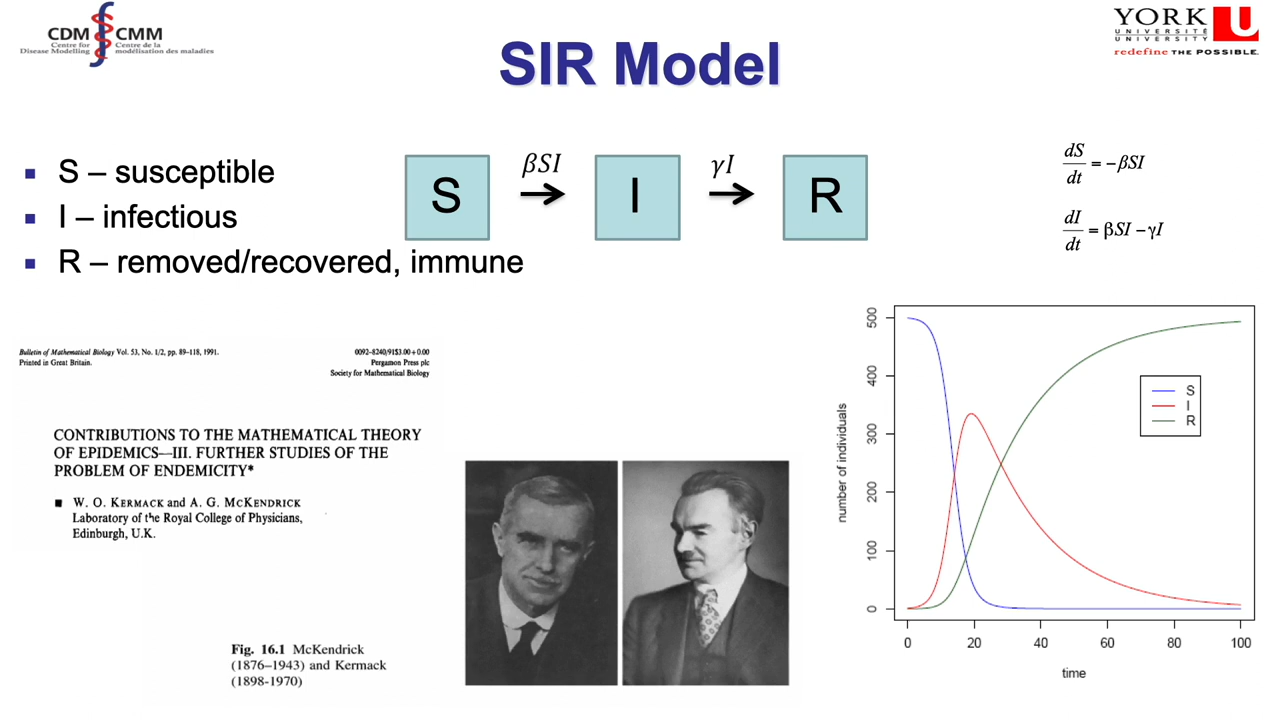 CDM CMM
Centre for Centre de la
Disease Modelling modélisation des maladies
YORK U
UNIVERSITÉ
UNIVERSITY
redefine THE POSSIBLE.
SIR Model
S – susceptible
I – infectious
R – removed/recovered, immune
S βSI I γI R
dS/dt = −βSI
dI/dt = βSI − γI
Bulletin of Mathematical Biology Vol. 53, No. 1/2, pp. 89–118, 1991.
Printed in Great Britain.
0092-8240/91$3.00+0.00
Pergamon Press plc
Society for Mathematical Biology
CONTRIBUTIONS TO THE MATHEMATICAL THEORY
OF EPIDEMICS—III. FURTHER STUDIES OF THE
PROBLEM OF ENDEMICITY*
W. O. KERMACK and A. G. MCKENDRICK
Laboratory of the Royal College of Physicians,
Edinburgh, U.K.
Fig. 16.1 McKendrick
(1876–1943) and Kermack
(1898-1970)
number of individuals
500
400
300
200
100
0
S
I
R
0 20 40 60 80 100
time